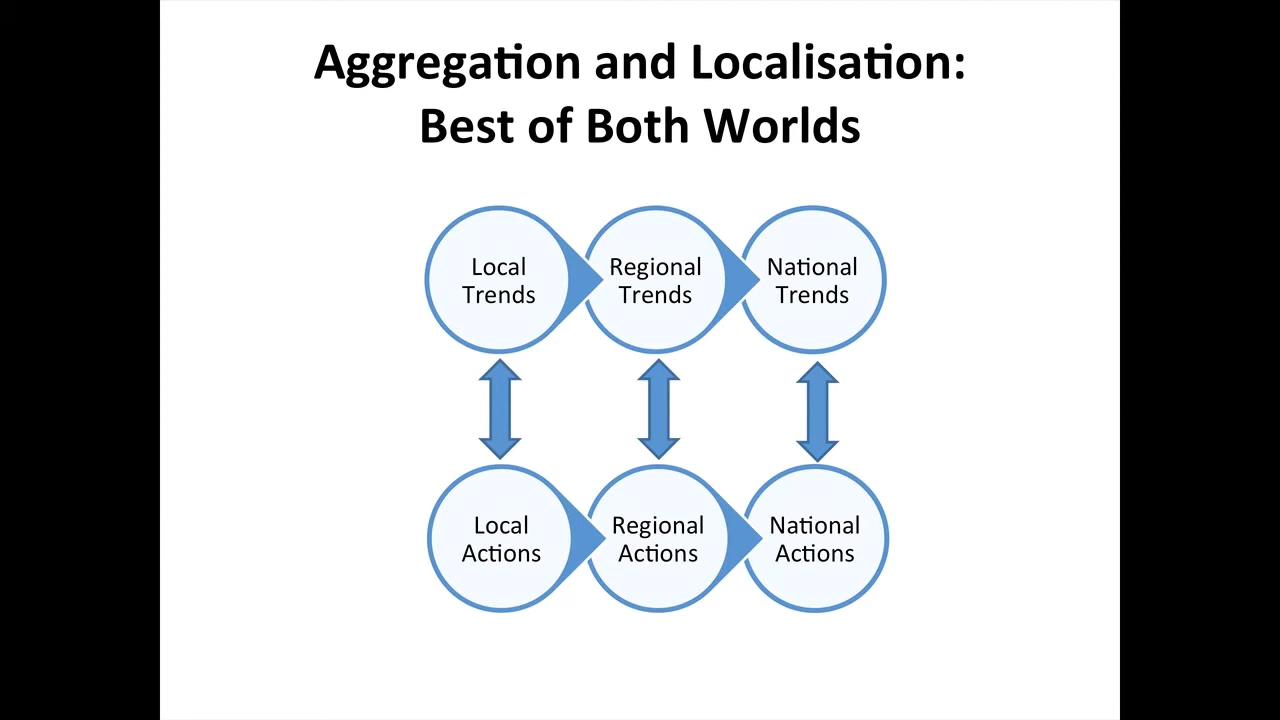 Aggregation and Localisation:
Best of Both Worlds
Local
Trends
Regional
Trends
National
Trends
Local
Actions
Regional
Actions
National
Actions